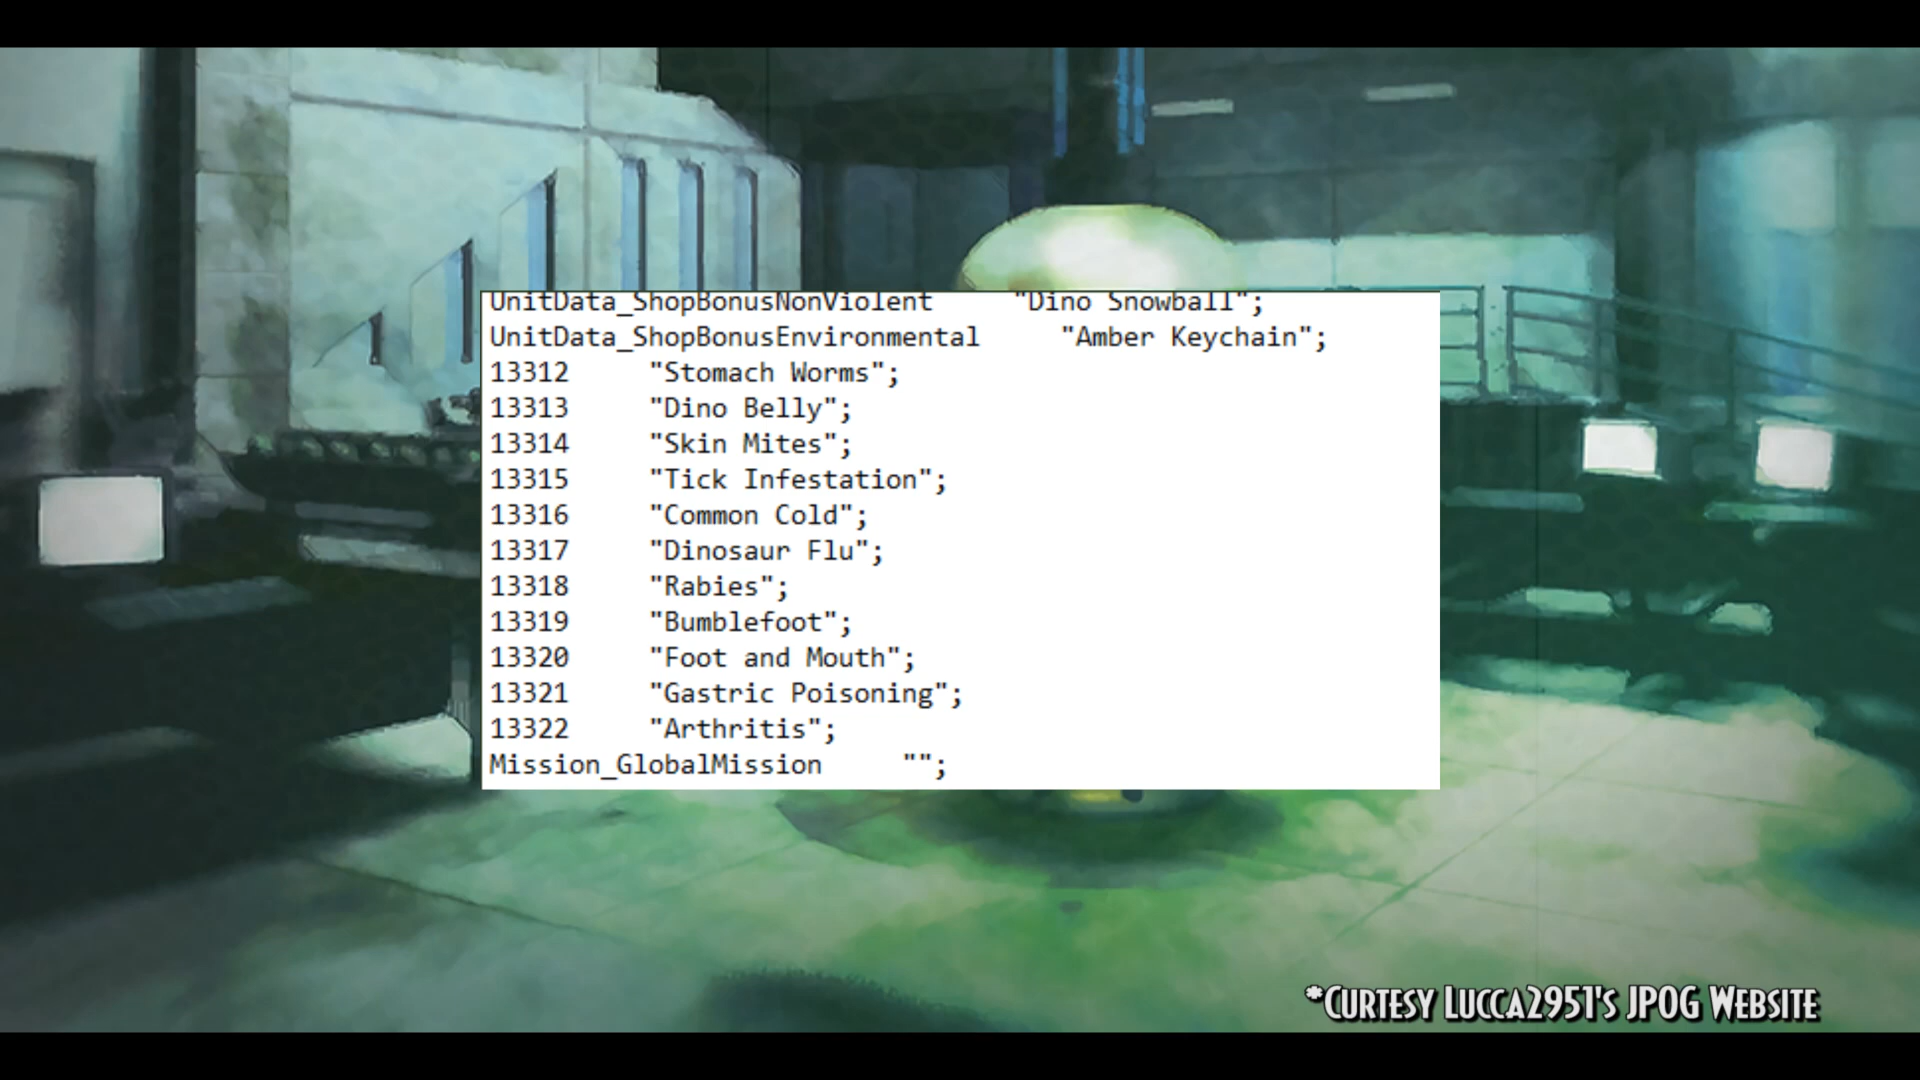 UnitData_ShopBonusNonViolent "Dino Snowball";
UnitData_ShopBonusEnvironmental "Amber Keychain";
13312 "Stomach Worms";
13313 "Dino Belly";
13314 "Skin Mites";
13315 "Tick Infestation";
13316 "Common Cold";
13317 "Dinosaur Flu";
13318 "Rabies";
13319 "Bumblefoot";
13320 "Foot and Mouth";
13321 "Gastric Poisoning";
13322 "Arthritis";
Mission_GlobalMission "";
*Curtesy Lucca2951's JPOG Website